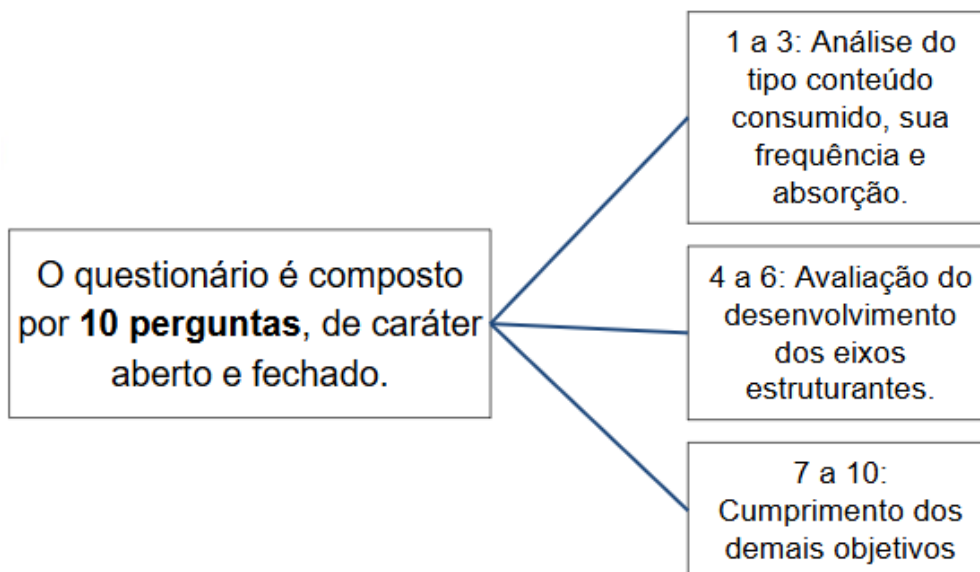 O questionário é composto
por 10 perguntas, de caráter
aberto e fechado.
1 a 3: Análise do
tipo conteúdo
consumido, sua
frequência e
absorção.
4 a 6: Avaliação do
desenvolvimento
dos eixos
estruturantes.
7 a 10:
Cumprimento dos
demais objetivos